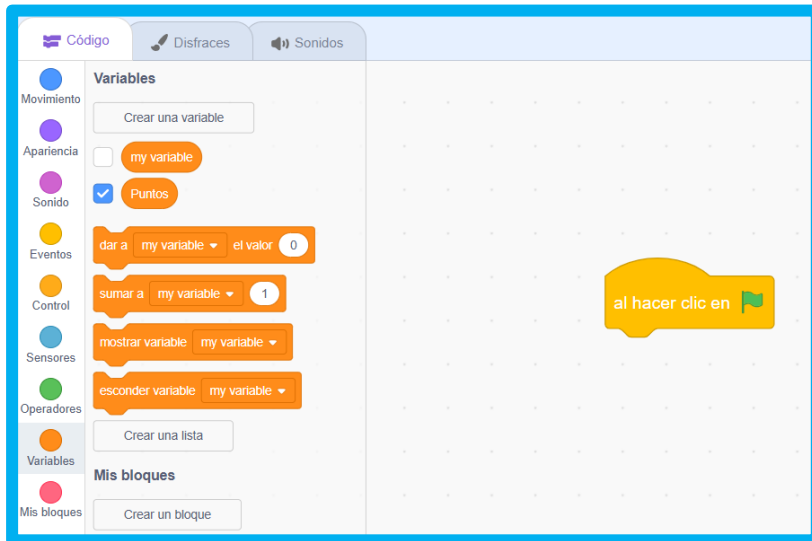 Código
Disfraces
Sonidos
Movimiento
Apariencia
Sonido
Eventos
Control
Sensores
Operadores
Variables
Mis bloques
Variables
Crear una variable
my variable
Puntos
dar a my variable el valor 0
sumar a my variable 1
mostrar variable my variable
esconder variable my variable
Crear una lista
Mis bloques
Crear un bloque
al hacer clic en